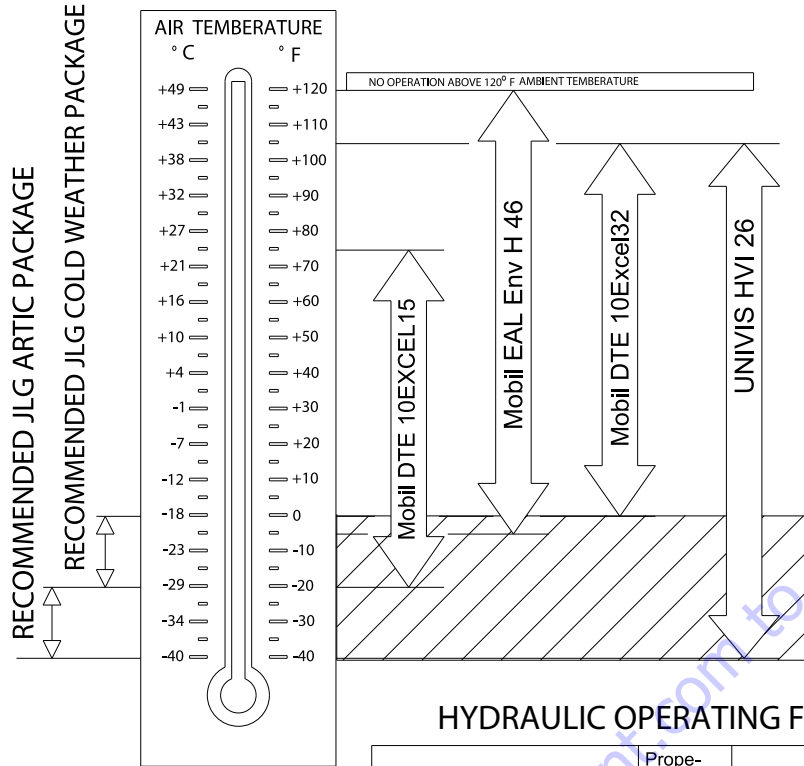 AIR TEMBERATURE
° C ° F
+49 +120
+43 +110
+38 +100
+32 +90
+27 +80
+21 +70
+16 +60
+10 +50
+4 +40
-1 +30
-7 +20
-12 +10
-18 0
-23 -10
-29 -20
-34 -30
-40 -40
RECOMMENDED JLG ARTIC PACKAGE
RECOMMENDED JLG COLD WEATHER PACKAGE
NO OPERATION ABOVE 120° F AMBIENT TEMPERATURE
Mobil DTE 10EXCEL15
Mobil EAL Env H 46
Mobil DTE 10Excel32
UNIVIS HVI 26
HYDRAULIC OPERATING F
Prope-
.com to